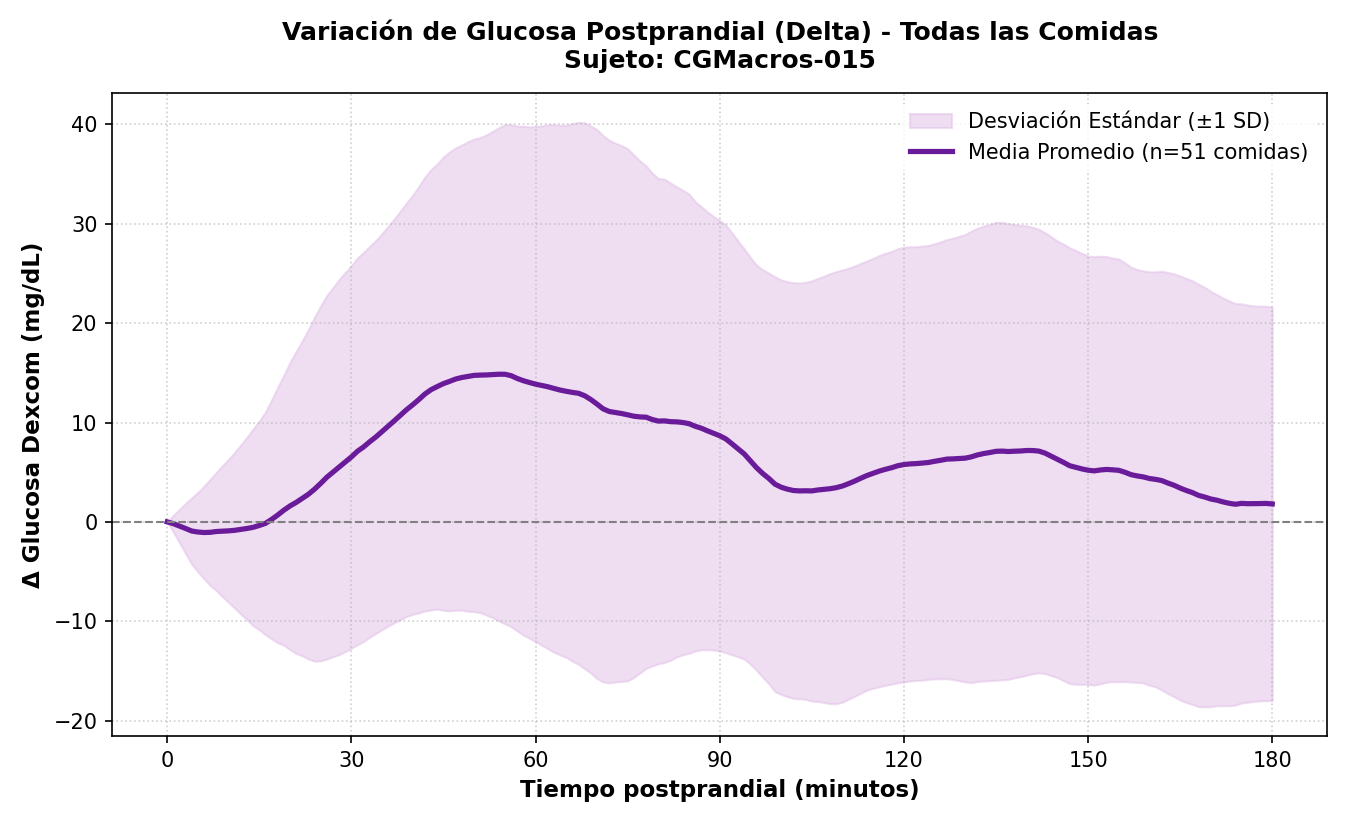 Variación de Glucosa Postprandial (Delta) - Todas las Comidas
Sujeto: CGMacros-015
Desviación Estándar (±1 SD)
Media Promedio (n=51 comidas)
Δ Glucosa Dexcom (mg/dL)
40
30
20
10
0
−10
−20
0 30 60 90 120 150 180
Tiempo postprandial (minutos)